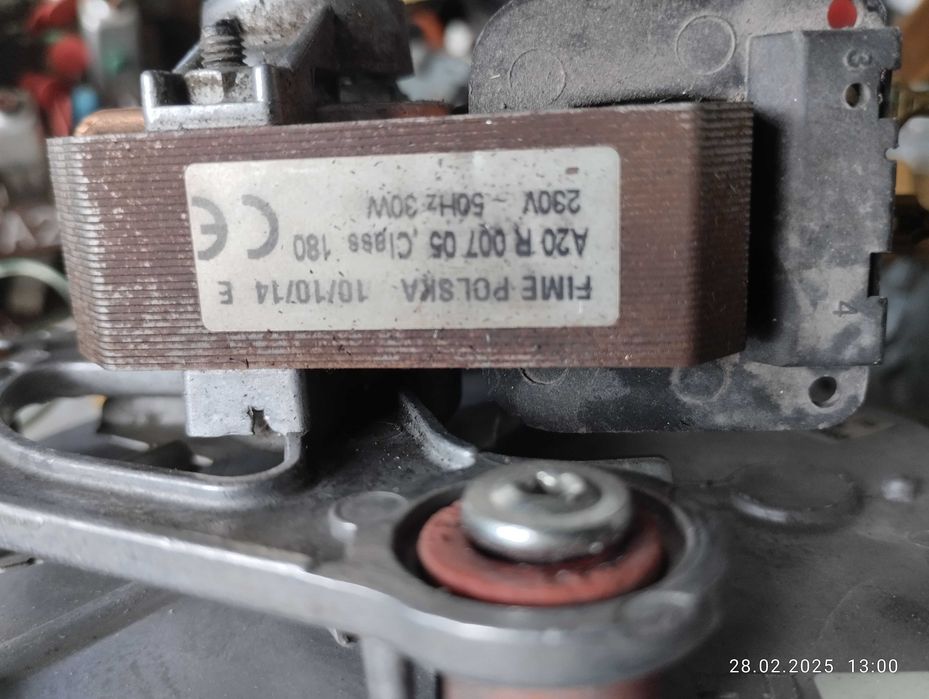 FIME POLSKA 10/10/14 E
A20 R 007 05 Class 180
230V ~ 50Hz 30W
CE
3
4
28.02.2025 13:00